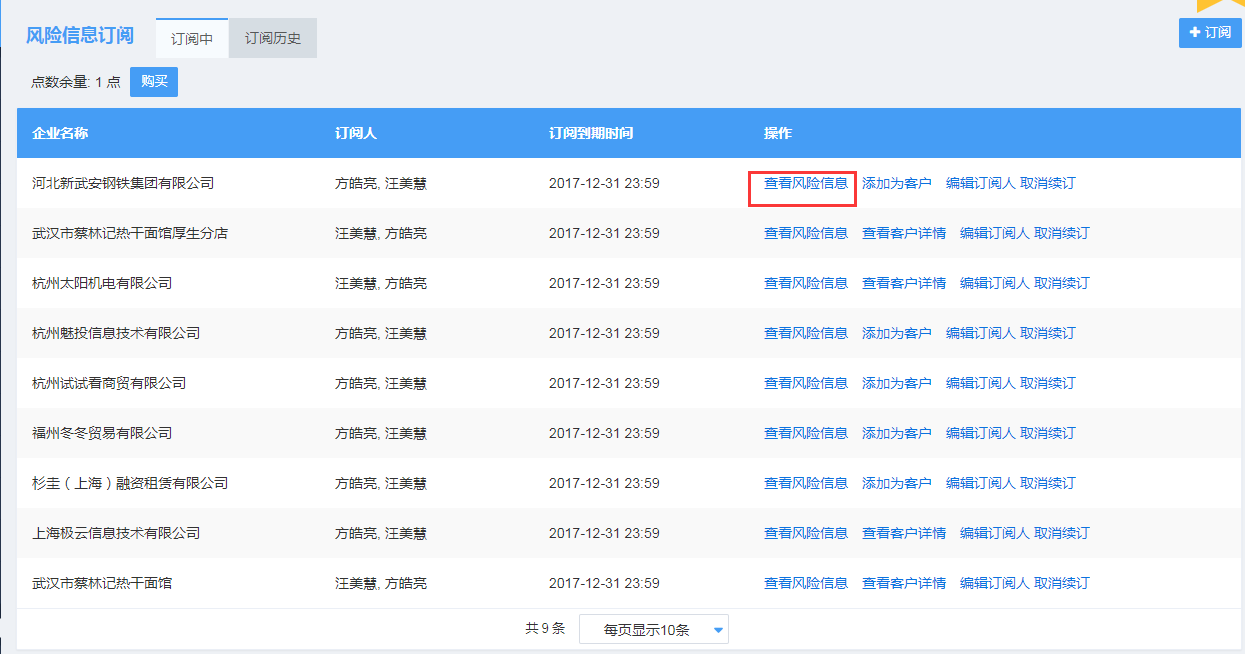 风险信息订阅 订阅中 订阅历史 订阅
点数余量: 1 点 购买
企业名称 订阅人 订阅到期时间 操作
河北新武安钢铁集团有限公司 方皓亮, 汪美慧 2017-12-31 23:59 查看风险信息 添加为客户 编辑订阅人 取消续订
武汉市蔡林记热干面馆厚生分店 汪美慧, 方皓亮 2017-12-31 23:59 查看风险信息 查看客户详情 编辑订阅人 取消续订
杭州太阳机电有限公司 汪美慧, 方皓亮 2017-12-31 23:59 查看风险信息 查看客户详情 编辑订阅人 取消续订
杭州魅投信息技术有限公司 方皓亮, 汪美慧 2017-12-31 23:59 查看风险信息 添加为客户 编辑订阅人 取消续订
杭州试试看商贸有限公司 方皓亮, 汪美慧 2017-12-31 23:59 查看风险信息 添加为客户 编辑订阅人 取消续订
福州冬冬贸易有限公司 方皓亮, 汪美慧 2017-12-31 23:59 查看风险信息 添加为客户 编辑订阅人 取消续订
杉圭（上海）融资租赁有限公司 方皓亮, 汪美慧 2017-12-31 23:59 查看风险信息 添加为客户 编辑订阅人 取消续订
上海极云信息技术有限公司 方皓亮, 汪美慧 2017-12-31 23:59 查看风险信息 查看客户详情 编辑订阅人 取消续订
武汉市蔡林记热干面馆 汪美慧, 方皓亮 2017-12-31 23:59 查看风险信息 查看客户详情 编辑订阅人 取消续订
共 9 条 每页显示10条